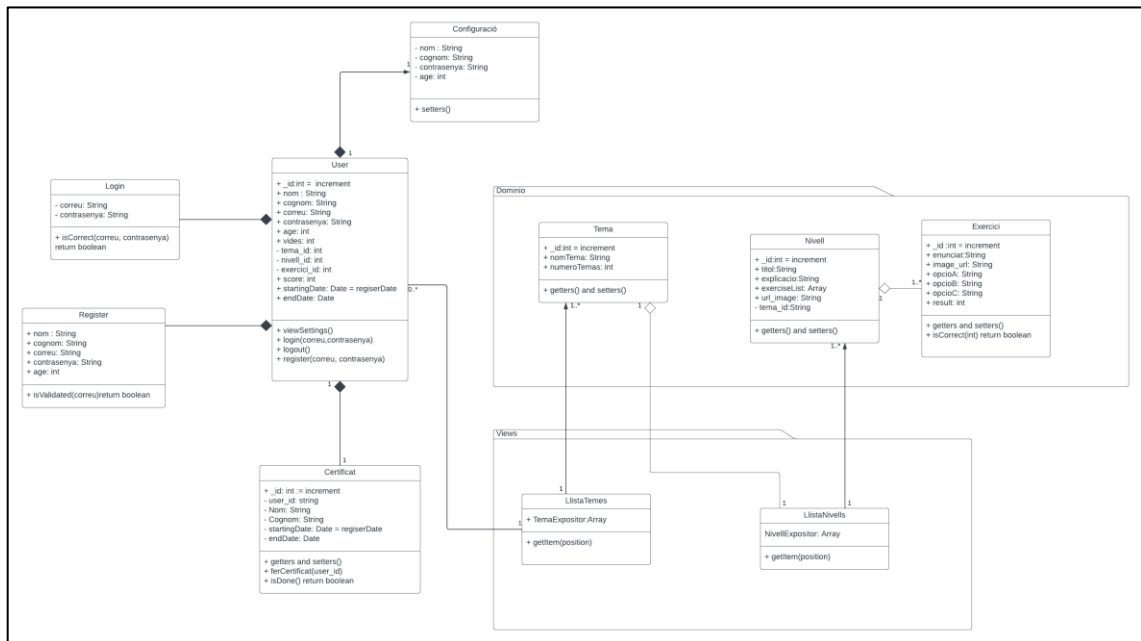 Configuració
- nom : String
- cognom: String
- contrasenya: String
- age: int
+ setters()
1
1
User
+ _id:int = increment
+ nom : String
+ cognom: String
+ correu: String
+ contrasenya: String
+ age: int
+ vides: int
- tema_id: int
- nivell_id: int
- exercici_id: int
+ score: int
+ startingDate: Date = regiserDate
+ endDate: Date
+ viewSettings()
+ login(correu,contrasenya)
+ logout()
+ register(correu, contrasenya)
0..*
1
Login
- correu: String
- contrasenya: String
+ isCorrect(correu, contrasenya)
return boolean
Register
+ nom : String
+ cognom: String
+ correu: String
+ contrasenya: String
+ age: int
+ isValidated(correu)return boolean
1
Certificat
+ _id: int := increment
- user_id: string
- Nom: String
- Cognom: String
- startingDate: Date = regiserDate
- endDate: Date
+ getters and setters()
+ ferCertificat(user_id)
+ isDone() return boolean
Dominio
Tema
+ _id:int = increment
+ nomTema: String
+ numeroTemas: int
+ getters() and setters()
1..*
1
Nivell
+ _id:int = increment
+ titol:String
+ explicacio:String
+ exerciseList: Array
+ url_image: String
- tema_id:String
+ getters() and setters()
1
1..*
1..*
Exercici
+ _id :int = increment
+ enunciat:String
+ image_url: String
+ opcioA: String
+ opcioB: String
+ opcioC: String
+ result: int
+ getters and setters()
+ isCorrect(int) return boolean
Views
1
1
LlistaTemes
+ TemaExpositor:Array
+ getItem(position)
1
1
LlistaNivells
NivellExpositor: Array
+ getItem(position)